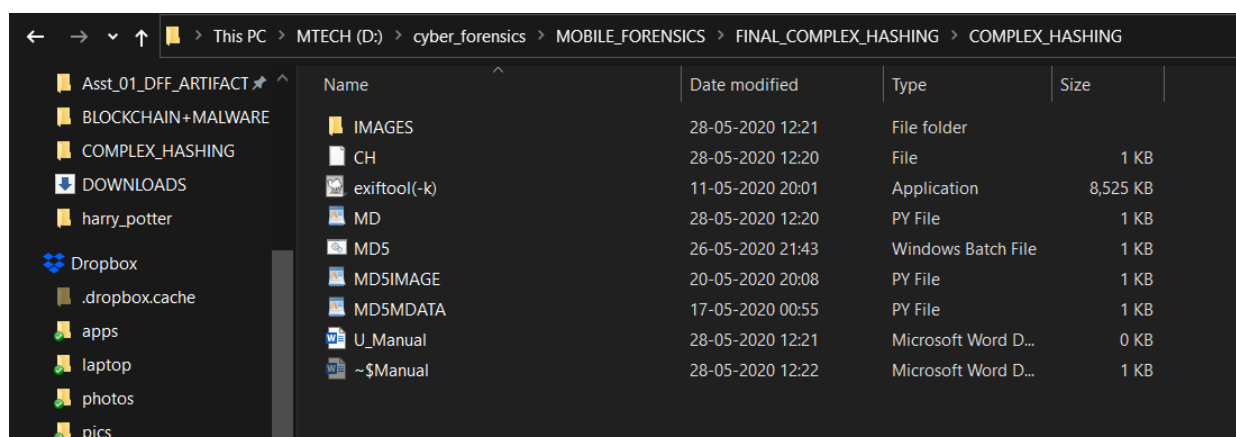 This PC > MTECH (D:) > cyber_forensics > MOBILE_FORENSICS > FINAL_COMPLEX_HASHING > COMPLEX_HASHING
Asst_01_DFF_ARTIFACT
BLOCKCHAIN+MALWARE
COMPLEX_HASHING
DOWNLOADS
harry_potter
Dropbox
.dropbox.cache
apps
laptop
photos
pics
Name Date modified Type Size
IMAGES 28-05-2020 12:21 File folder
CH 28-05-2020 12:20 File 1 KB
exiftool(-k) 11-05-2020 20:01 Application 8,525 KB
MD 28-05-2020 12:20 PY File 1 KB
MD5 26-05-2020 21:43 Windows Batch File 1 KB
MD5IMAGE 20-05-2020 20:08 PY File 1 KB
MD5MDATA 17-05-2020 00:55 PY File 1 KB
U_Manual 28-05-2020 12:21 Microsoft Word D... 0 KB
~$Manual 28-05-2020 12:22 Microsoft Word D... 1 KB